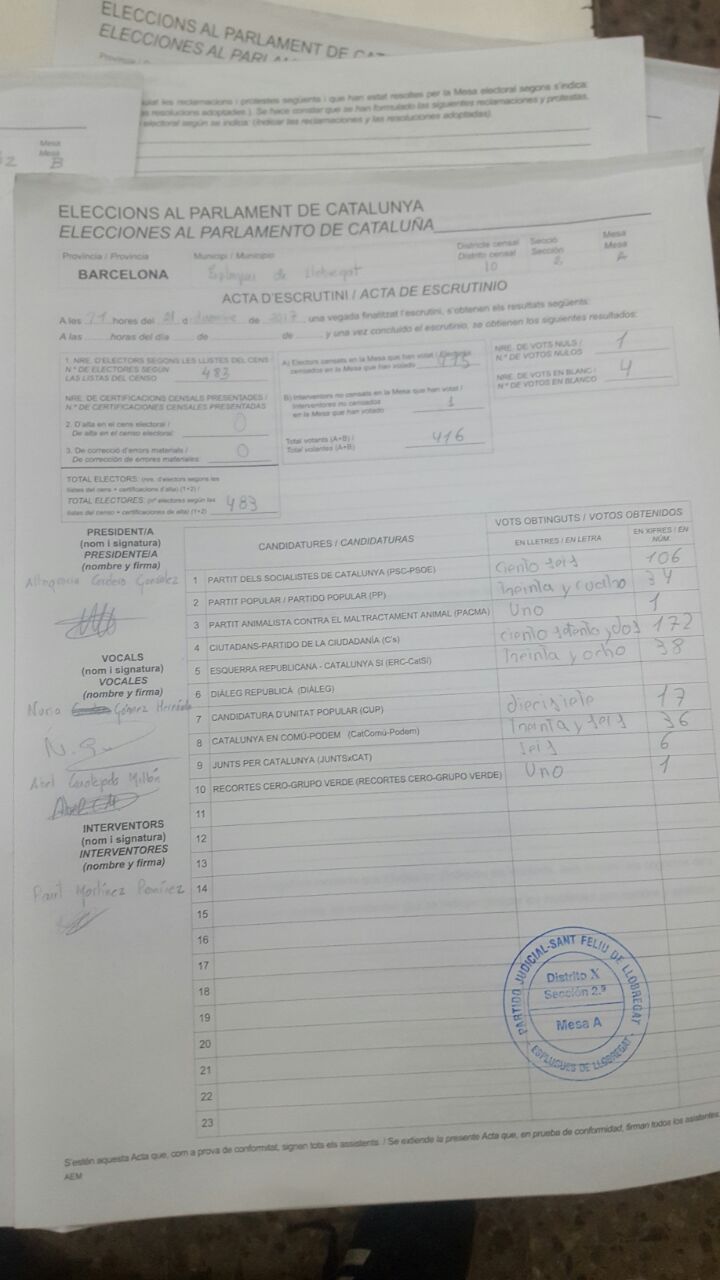 ELECCIONS AL PARLAMENT DE
ELECCIONES AL
reclamacions i protestes següents i que han estat resoltes per la Mesa electoral segons s'indica:
resolucions adoptades.). Se hace constar que se han formulado las siguientes reclamaciones y protestas,
electoral según se indica: (Indicar las reclamaciones y las resoluciones adoptadas).
Mesa
Mesa
B
ELECCIONS AL PARLAMENT DE CATALUNYA
ELECCIONES AL PARLAMENTO DE CATALUÑA
Província / Provincia Municipi / Municipio Districte censal Secció Mesa
Distrito censal Sección Mesa
BARCELONA Esplugues de Llobregat 10 2 A
ACTA D'ESCRUTINI / ACTA DE ESCRUTINIO
A les 21 hores del 21 d desembre de 2017, una vegada finalitzat l'escrutini, s'obtenen els resultats següents:
A las horas del día de de y una vez concluido el escrutinio, se obtienen los siguientes resultados:
1. NRE. D'ELECTORS SEGONS LES LLISTES DEL CENS
N.º DE ELECTORES SEGÚN
LAS LISTAS DEL CENSO 483
NRE. DE CERTIFICACIONS CENSALS PRESENTADES /
N.º DE CERTIFICACIONES CENSALES PRESENTADAS
2. D'alta en el cens electoral /
De alta en el censo electoral: 0
3. De correcció d'errors materials /
De corrección de errores materiales: 0
TOTAL ELECTORS: (nre. d'electors segons les
llistes del cens + certificacions d'alta) (1+2) /
TOTAL ELECTORES: (nº electores según las
listas del censo + certificaciones de alta) (1+2) 483
A) Electors censats en la Mesa que han votat /
censados en la Mesa que han votado
B) Interventors no censats en la Mesa que han votat /
Interventores no censados
en la Mesa que han votado 1
Total votants (A+B) /
Total votantes (A+B) 416
NRE. DE VOTS NULS /
N.º DE VOTOS NULOS 1
NRE. DE VOTS EN BLANC /
N.º DE VOTOS EN BLANCO 4
PRESIDENT/A
(nom i signatura)
PRESIDENTE/A
(nombre y firma)
VOCALS
(nom i signatura)
VOCALES
(nombre y firma)
Nuria Gómez
Abel
INTERVENTORS
(nom i signatura)
INTERVENTORES
(nombre y firma)
Martínez Ramírez
CANDIDATURES / CANDIDATURAS VOTS OBTINGUTS / VOTOS OBTENIDOS
EN LLETRES / EN LETRA EN XIFRES / EN NÚM.
1 PARTIT DELS SOCIALISTES DE CATALUNYA (PSC-PSOE) ciento seis 106
2 PARTIT POPULAR / PARTIDO POPULAR (PP) treinta y cuatro 34
3 PARTIT ANIMALISTA CONTRA EL MALTRACTAMENT ANIMAL (PACMA) Uno 1
4 CIUTADANS-PARTIDO DE LA CIUDADANÍA (C's) ciento setenta y dos 172
5 ESQUERRA REPUBLICANA - CATALUNYA SÍ (ERC-CatSí) treinta y ocho 38
6 DIÀLEG REPUBLICÀ (DIÀLEG)
7 CANDIDATURA D'UNITAT POPULAR (CUP) diecisiete 17
8 CATALUNYA EN COMÚ-PODEM (CatComú-Podem) treinta y seis 36
9 JUNTS PER CATALUNYA (JUNTSxCAT) seis 6
10 RECORTES CERO-GRUPO VERDE (RECORTES CERO-GRUPO VERDE) Uno 1
11
12
13
14
15
16
17
18
19
20
21
22
23
PARTIDO JUDICIAL-SANT FELIU DE LLOBREGAT
Distrito X
Sección 2.ª
Mesa A
ESPLUGUES DE LLOBREGAT
S'estén aquesta Acta que, com a prova de conformitat, signen tots els assistents. / Se extiende la presente Acta que, en prueba de conformidad, firman todos los asistentes
AEM